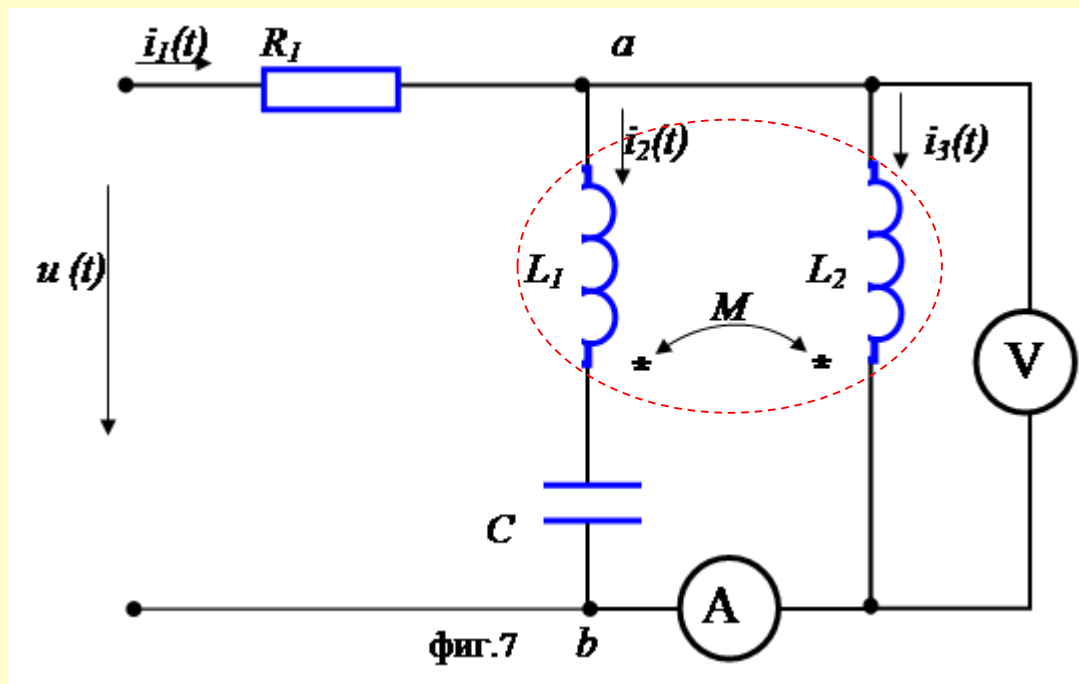 i₁(t) R₁ a
i₂(t) i₃(t)
u (t) L₁ L₂
M
* *
V
C
A
фиг.7 b